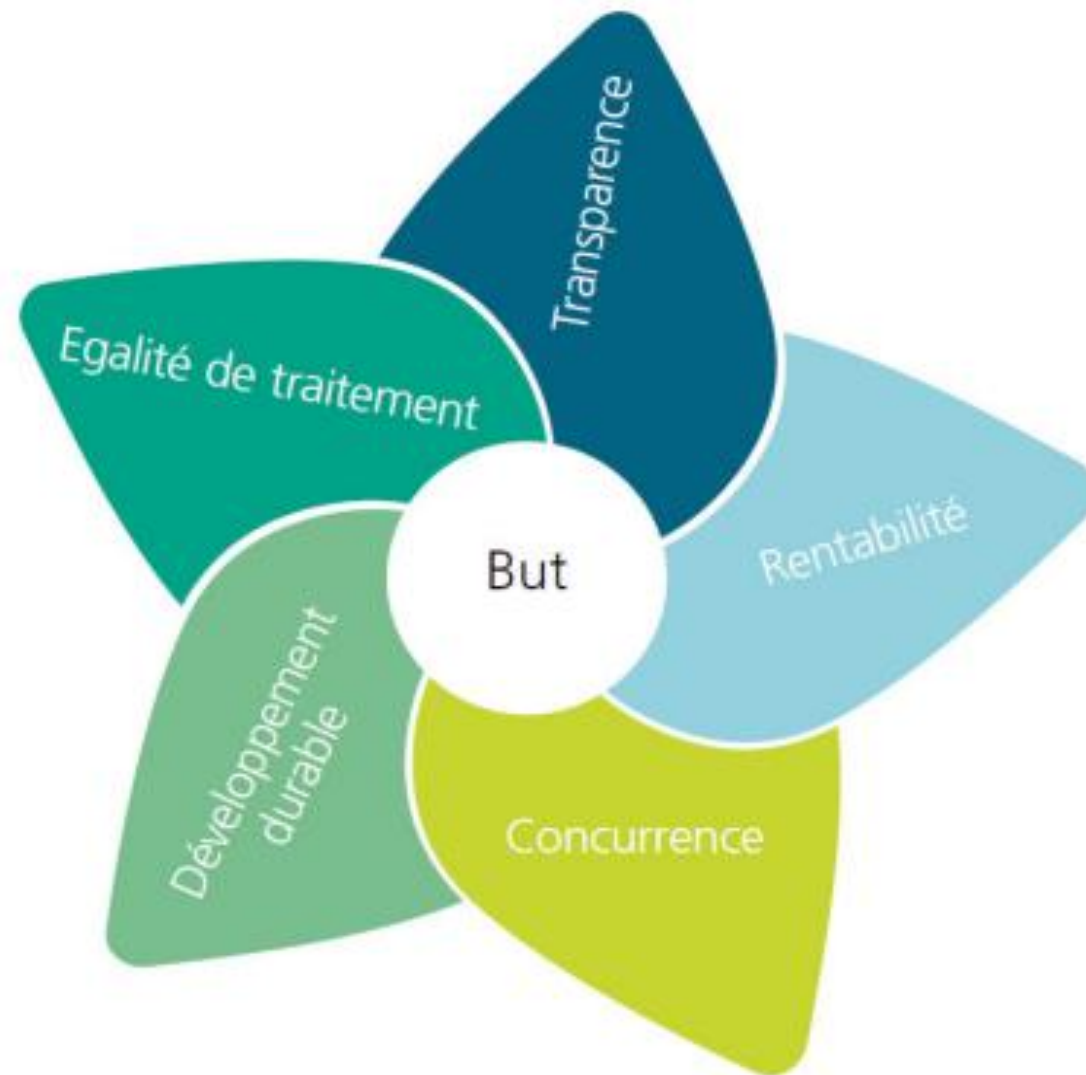 Transparence
Egalité de traitement
But
Rentabilité
Développement
durable
Concurrence